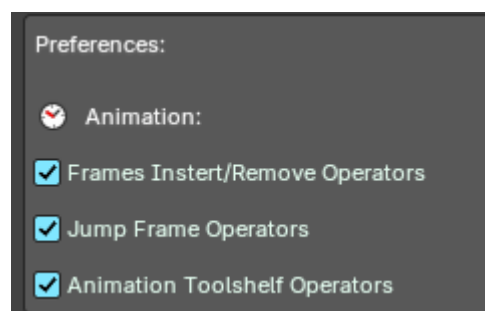 Preferences:
Animation:
Frames Instert/Remove Operators
Jump Frame Operators
Animation Toolshelf Operators